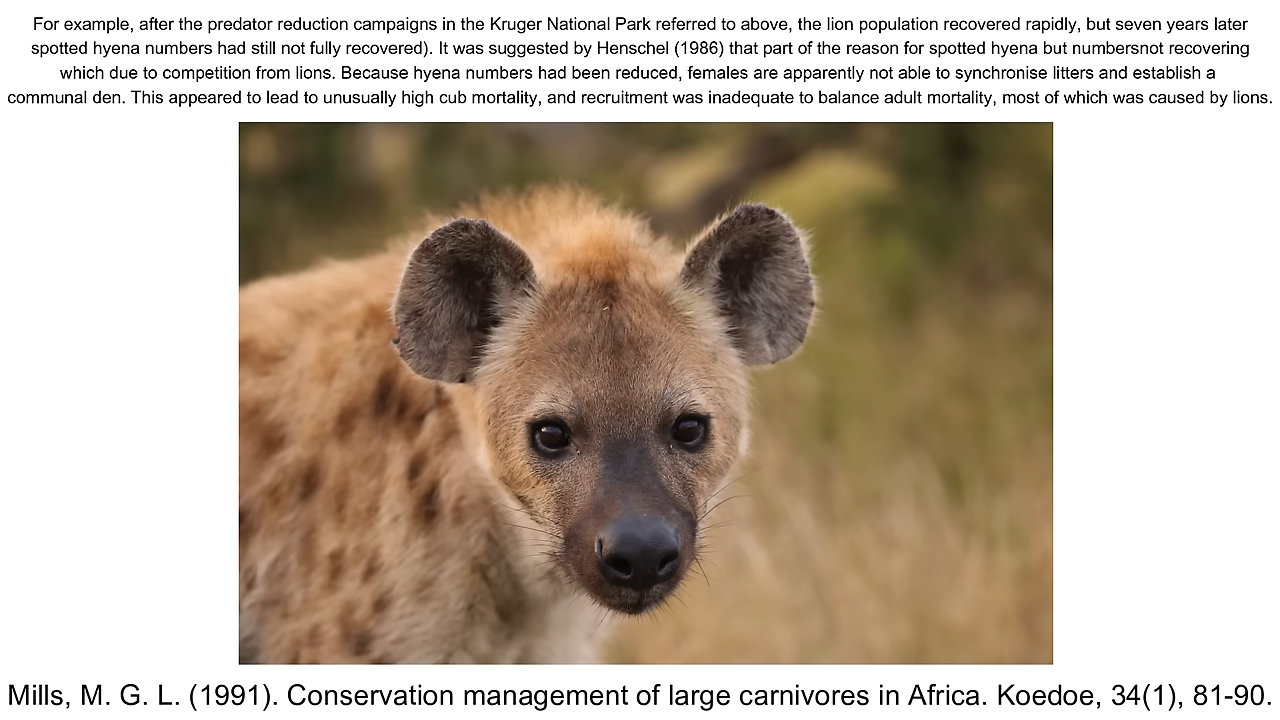 For example, after the predator reduction campaigns in the Kruger National Park referred to above, the lion population recovered rapidly, but seven years later
spotted hyena numbers had still not fully recovered). It was suggested by Henschel (1986) that part of the reason for spotted hyena but numbersnot recovering
which due to competition from lions. Because hyena numbers had been reduced, females are apparently not able to synchronise litters and establish a
communal den. This appeared to lead to unusually high cub mortality, and recruitment was inadequate to balance adult mortality, most of which was caused by lions.
Mills, M. G. L. (1991). Conservation management of large carnivores in Africa. Koedoe, 34(1), 81-90.